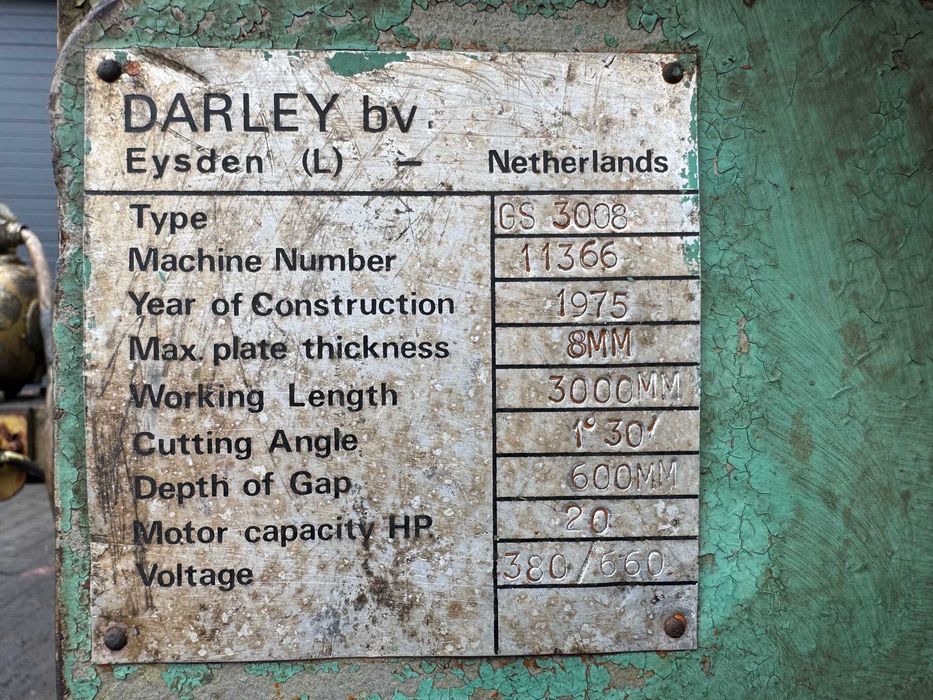 DARLEY bv.
Eysden (L) – Netherlands
Type GS 3008
Machine Number 11366
Year of Construction 1975
Max. plate thickness 8MM
Working Length 3000MM
Cutting Angle 1°30′
Depth of Gap 600MM
Motor capacity HP. 20
Voltage 380/660